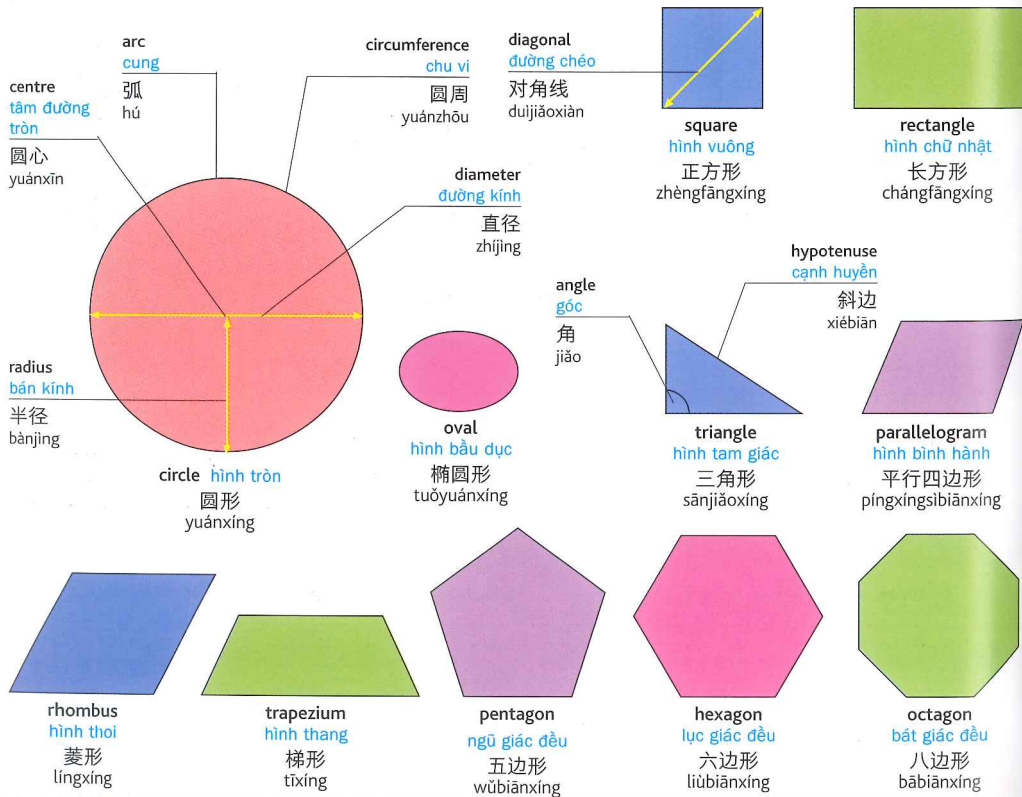 arc
cung
弧
hú
circumference
chu vi
圆周
yuánzhōu
diagonal
đường chéo
对角线
duìjiǎoxiàn
centre
tâm đường
tròn
圆心
yuánxīn
square
hình vuông
正方形
zhèngfāngxíng
rectangle
hình chữ nhật
长方形
chángfāngxíng
diameter
đường kính
直径
zhíjìng
hypotenuse
cạnh huyền
斜边
xiébiān
angle
góc
角
jiǎo
radius
bán kính
半径
bànjìng
oval
hình bầu dục
椭圆形
tuǒyuánxíng
triangle
hình tam giác
三角形
sānjiǎoxíng
parallelogram
hình bình hành
平行四边形
píngxíngsìbiānxíng
circle hình tròn
圆形
yuánxíng
rhombus
hình thoi
菱形
língxíng
trapezium
hình thang
梯形
tīxíng
pentagon
ngũ giác đều
五边形
wǔbiānxíng
hexagon
lục giác đều
六边形
liùbiānxíng
octagon
bát giác đều
八边形
bābiānxíng